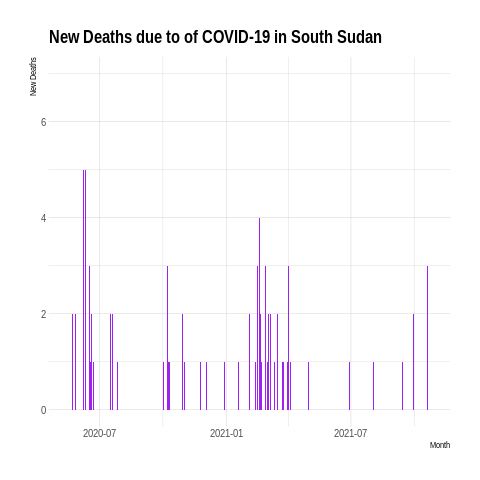 New Deaths due to of COVID-19 in South Sudan
New Deaths
6
4
2
0
2020-07
2021-01
2021-07
Month